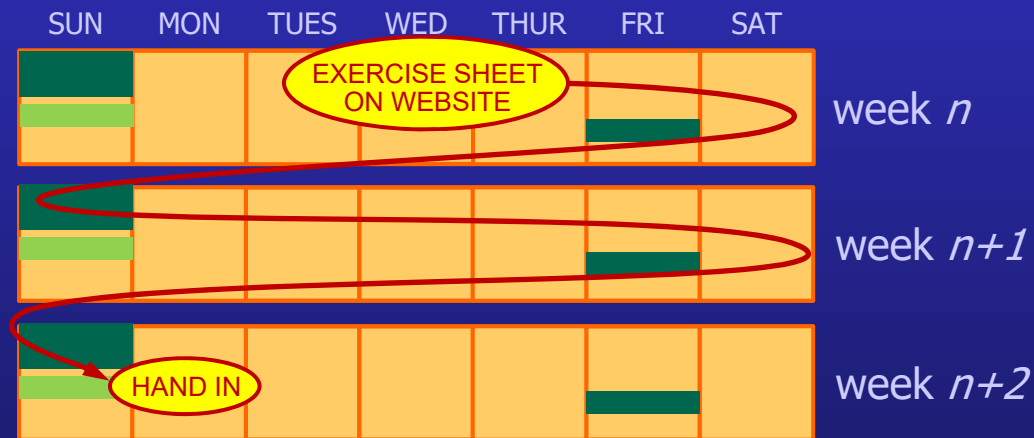 SUN MON TUES WED THUR FRI SAT
EXERCISE SHEET
ON WEBSITE
week n
week n+1
HAND IN
week n+2